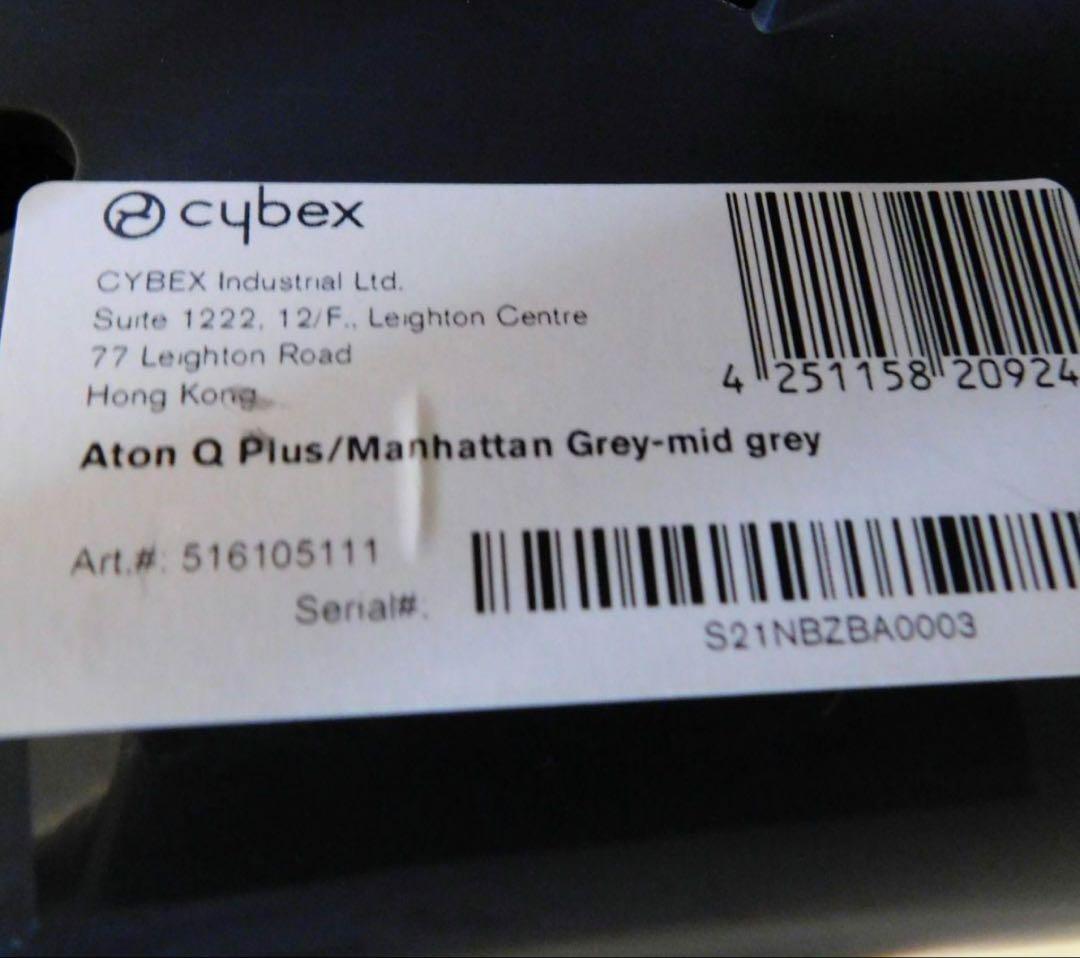 cybex
CYBEX Industrial Ltd.
Suite 1222, 12/F., Leighton Centre
77 Leighton Road
Hong Kong
4 251158 20924
Aton Q Plus/Manhattan Grey-mid grey
Art.#: 516105111
Serial#:
S21NBZBA0003